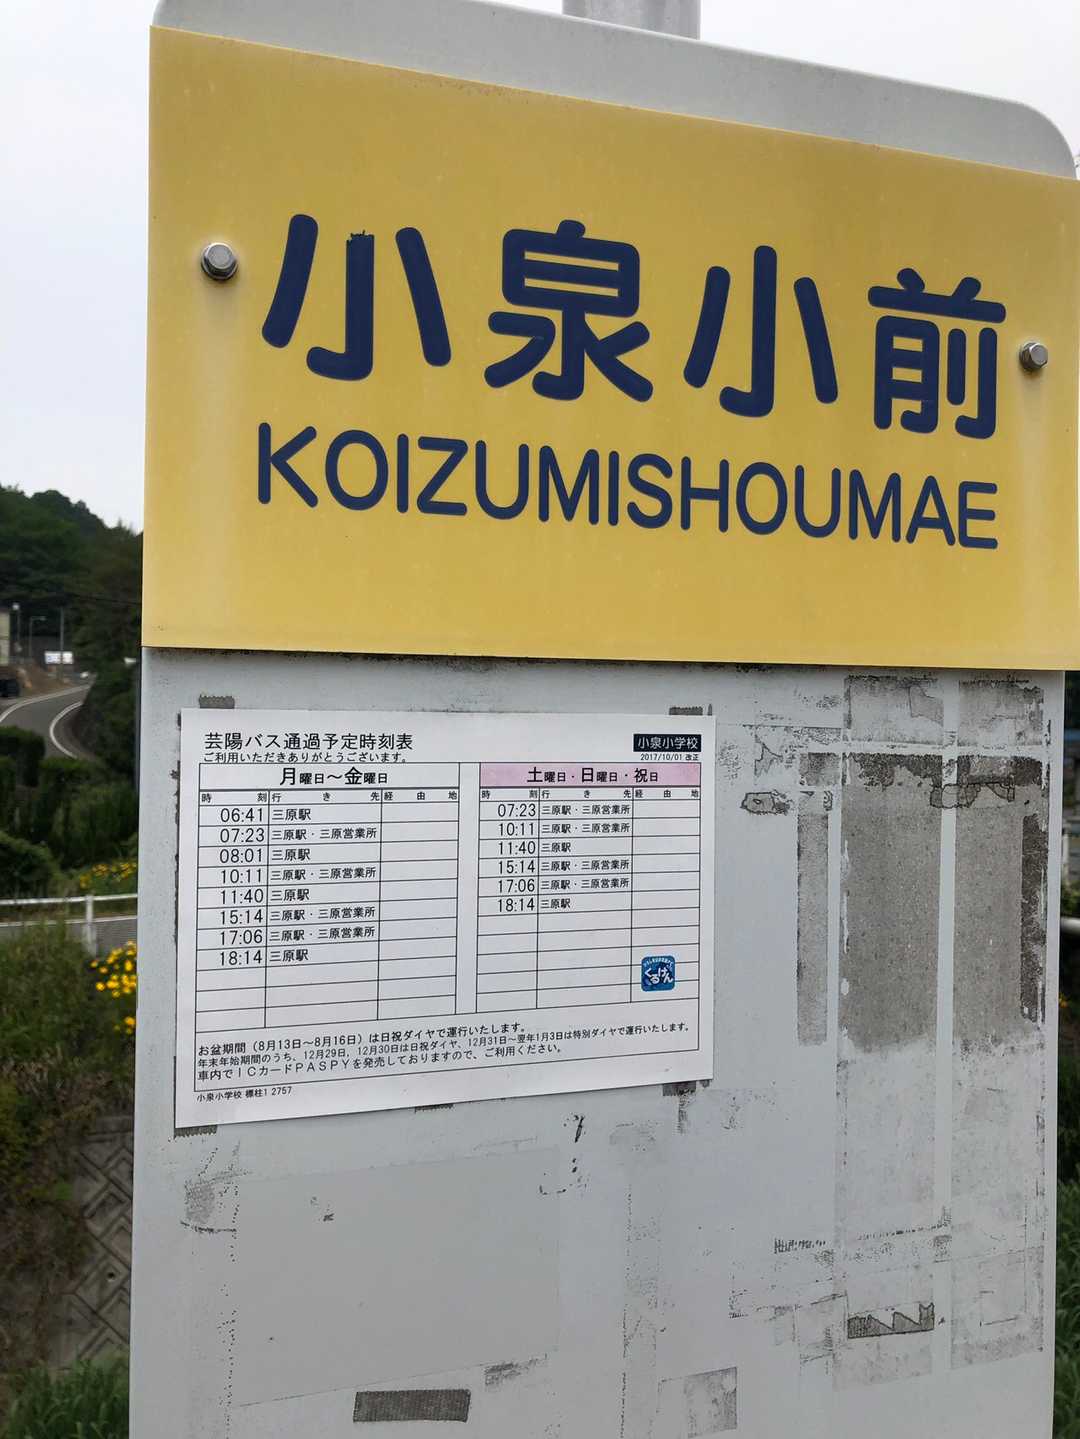 小泉小前
KOIZUMISHOUMAE
芸陽バス通過予定時刻表
ご利用いただきありがとうございます。
小泉小学校
2017/10/01 改正
月曜日～金曜日
時刻 行き先 経由地
06:41 三原駅
07:23 三原駅・三原営業所
08:01 三原駅
10:11 三原駅・三原営業所
11:40 三原駅
15:14 三原駅・三原営業所
17:06 三原駅・三原営業所
18:14 三原駅
土曜日・日曜日・祝日
時刻 行き先 経由地
07:23 三原駅・三原営業所
10:11 三原駅・三原営業所
11:40 三原駅
15:14 三原駅・三原営業所
17:06 三原駅・三原営業所
18:14 三原駅
くるけん
お盆期間（8月13日～8月16日）は日祝ダイヤで運行いたします。
年末年始期間のうち、12月29日、12月30日は日祝ダイヤ、12月31日～翌年1月3日は特別ダイヤで運行いたします。
車内でＩＣカードＰＡＳＰＹを発売しておりますので、ご利用ください。
小泉小学校 標柱1 2757